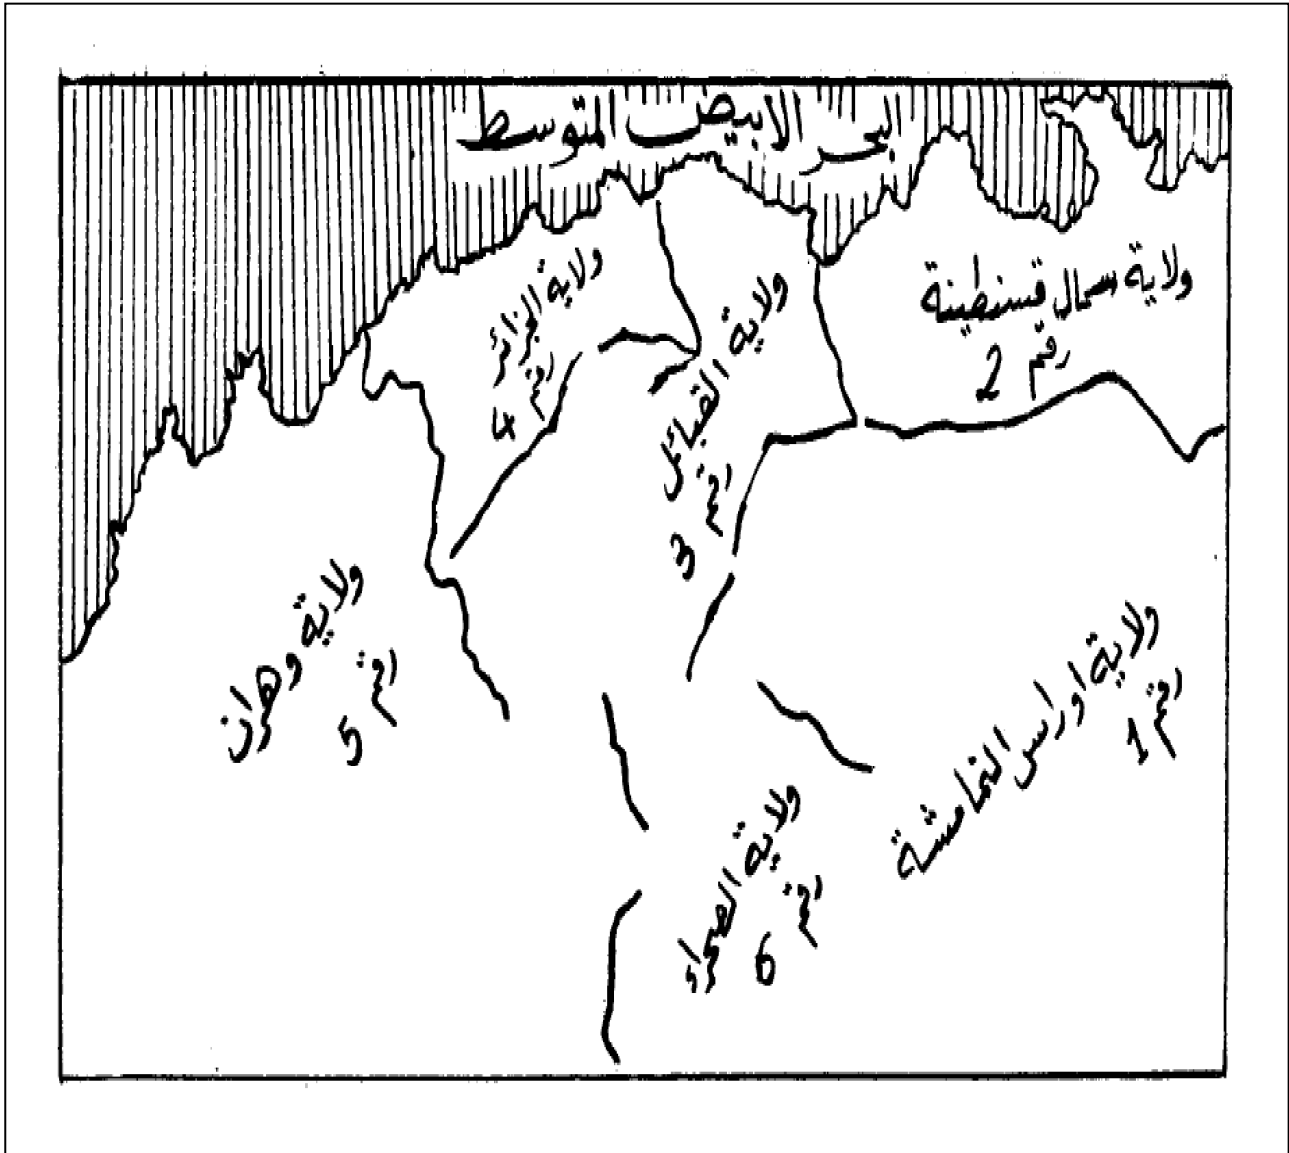 البحر الابيض المتوسط
ولاية شمال قسنطينة
رقم 2
ولاية القبائل
رقم 3
ولاية الجزائر
رقم 4
ولاية وهران
رقم 5
ولاية اوراس النمامشة
رقم 1
ولاية الصحراء
رقم 6